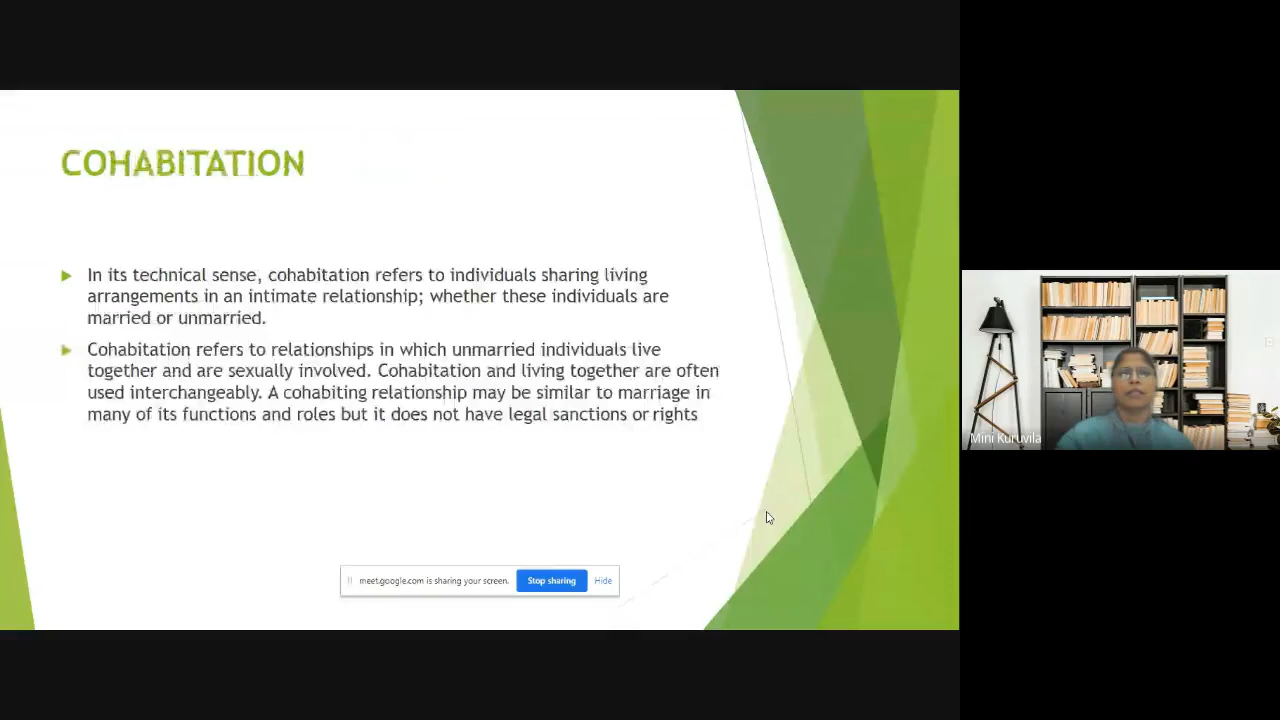 COHABITATION
In its technical sense, cohabitation refers to individuals sharing living
arrangements in an intimate relationship; whether these individuals are
married or unmarried.
Cohabitation refers to relationships in which unmarried individuals live
together and are sexually involved. Cohabitation and living together are often
used interchangeably. A cohabiting relationship may be similar to marriage in
many of its functions and roles but it does not have legal sanctions or rights
meet.google.com is sharing your screen.
Stop sharing
Hide
Mini Kuruvila